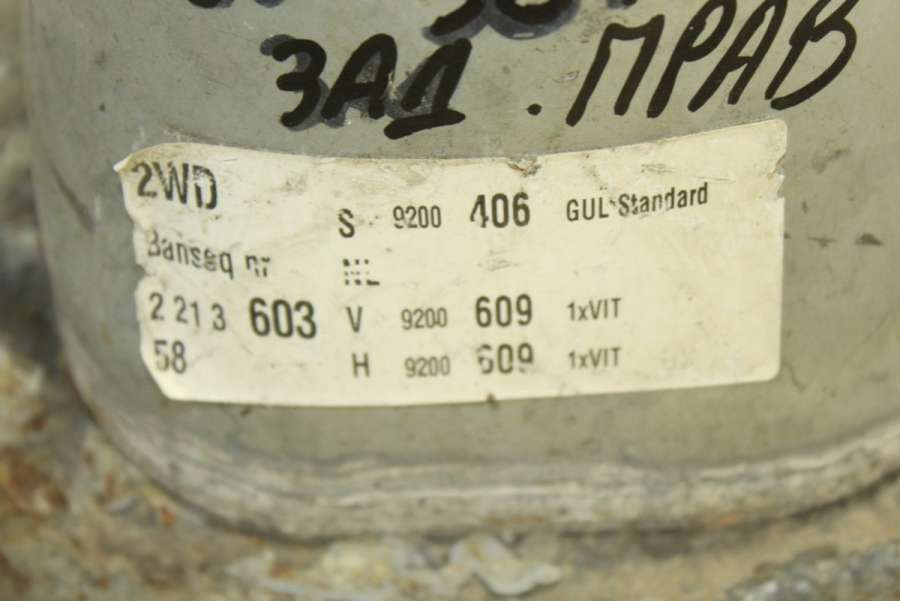 ЗАД. ПРАВ
2WD
S 9200 406 GUL Standard
Banseq nr NL
2 21 3 603 V 9200 609 1xVIT
58 H 9200 609 1xVIT